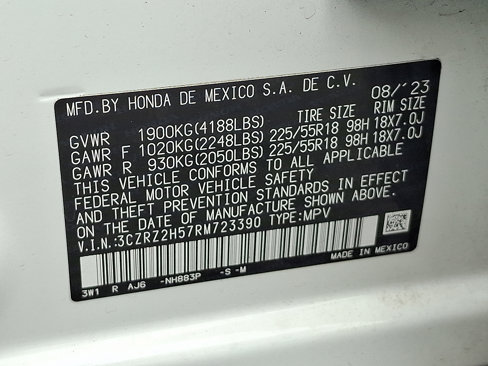 MFD.BY HONDA DE MEXICO S.A. DE C.V. 08/'23
TIRE SIZE RIM SIZE
GVWR 1900KG(4188LBS)
GAWR F 1020KG(2248LBS) 225/55R18 98H 18X7.0J
GAWR R 930KG(2050LBS) 225/55R18 98H 18X7.0J
THIS VEHICLE CONFORMS TO ALL APPLICABLE
FEDERAL MOTOR VEHICLE SAFETY
AND THEFT PREVENTION STANDARDS IN EFFECT
ON THE DATE OF MANUFACTURE SHOWN ABOVE.
V.I.N.:3CZRZ2H57RM723390 TYPE:MPV
3W1 R AJ6 -NH883P -S -M
MADE IN MEXICO